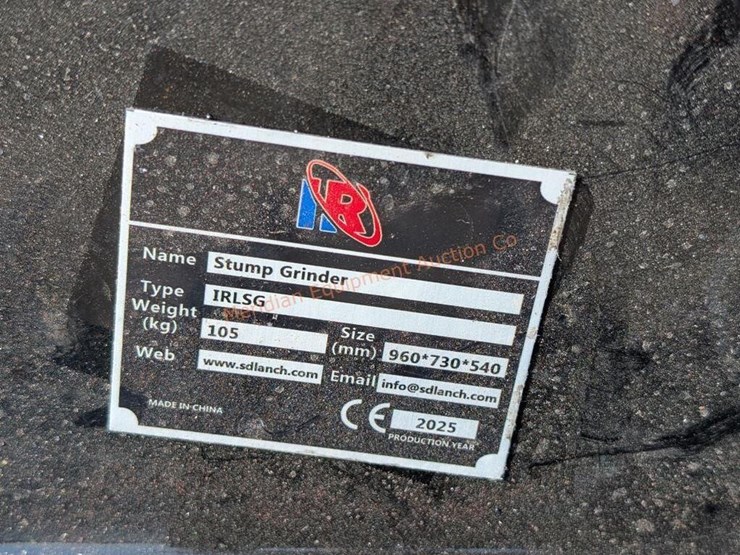 IR
Name Stump Grinder
Type IRLSG
Weight (kg) 105
Size (mm) 960*730*540
Web www.sdlanch.com
Email info@sdlanch.com
MADE IN CHINA
CE 2025
PRODUCTION YEAR
Meridian Equipment Auction Co